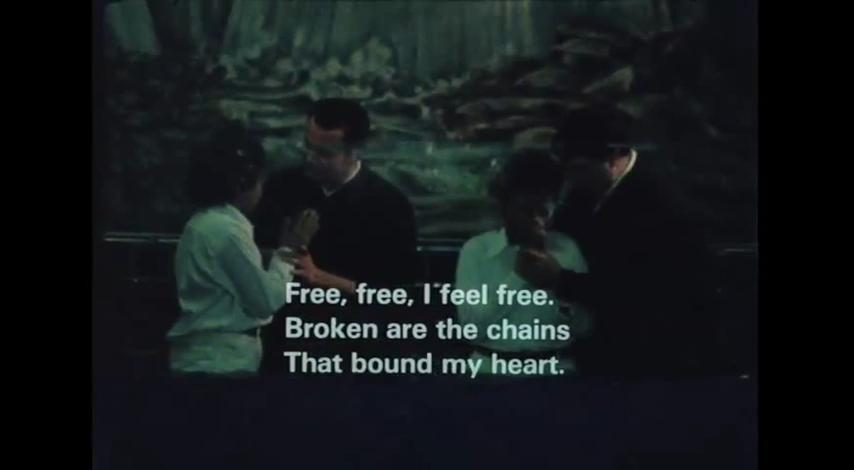 Free, free, I feel free.
Broken are the chains
That bound my heart.